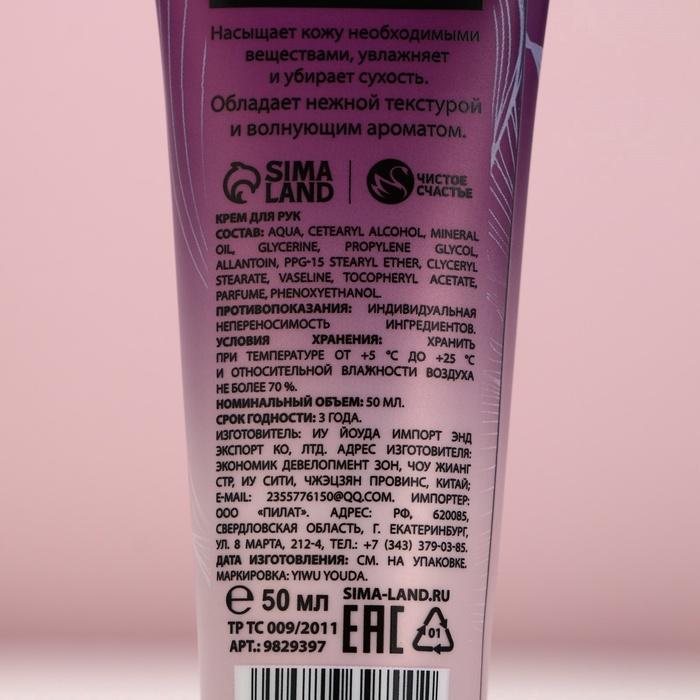 Насыщает кожу необходимыми
веществами, увлажняет
и убирает сухость.
Обладает нежной текстурой
и волнующим ароматом.
SIMA LAND
ЧИСТОЕ СЧАСТЬЕ
КРЕМ ДЛЯ РУК
СОСТАВ: AQUA, CETEARYL ALCOHOL, MINERAL
OIL, GLYCERINE, PROPYLENE GLYCOL,
ALLANTOIN, PPG-15 STEARYL ETHER, GLYCERYL
STEARATE, VASELINE, TOCOPHERYL ACETATE,
PARFUME, PHENOXYETHANOL.
ПРОТИВОПОКАЗАНИЯ: ИНДИВИДУАЛЬНАЯ
НЕПЕРЕНОСИМОСТЬ ИНГРЕДИЕНТОВ.
УСЛОВИЯ ХРАНЕНИЯ: ХРАНИТЬ
ПРИ ТЕМПЕРАТУРЕ ОТ +5 °C ДО +25 °C
И ОТНОСИТЕЛЬНОЙ ВЛАЖНОСТИ ВОЗДУХА
НЕ БОЛЕЕ 70 %.
НОМИНАЛЬНЫЙ ОБЪЕМ: 50 МЛ.
СРОК ГОДНОСТИ: 3 ГОДА.
ИЗГОТОВИТЕЛЬ: ИУ ЙОУДА ИМПОРТ ЭНД
ЭКСПОРТ КО, ЛТД. АДРЕС ИЗГОТОВИТЕЛЯ:
ЭКОНОМИК ДЕВЕЛОПМЕНТ ЗОН, ЧОУ ЖИАНГ
СТР, ИУ СИТИ, ЧЖЭЦЗЯН ПРОВИНС, КИТАЙ;
E-MAIL: 2355776150@QQ.COM. ИМПОРТЕР:
ООО «ПИЛАТ». АДРЕС: РФ, 620085,
СВЕРДЛОВСКАЯ ОБЛАСТЬ, Г. ЕКАТЕРИНБУРГ,
УЛ. 8 МАРТА, 212-4, ТЕЛ.: +7 (343) 379-03-85.
ДАТА ИЗГОТОВЛЕНИЯ: СМ. НА УПАКОВКЕ.
МАРКИРОВКА: YIWU YOUDA.
℮ 50 мл SIMA-LAND.RU
ТР ТС 009/2011 EAC 01
АРТ.: 9829397